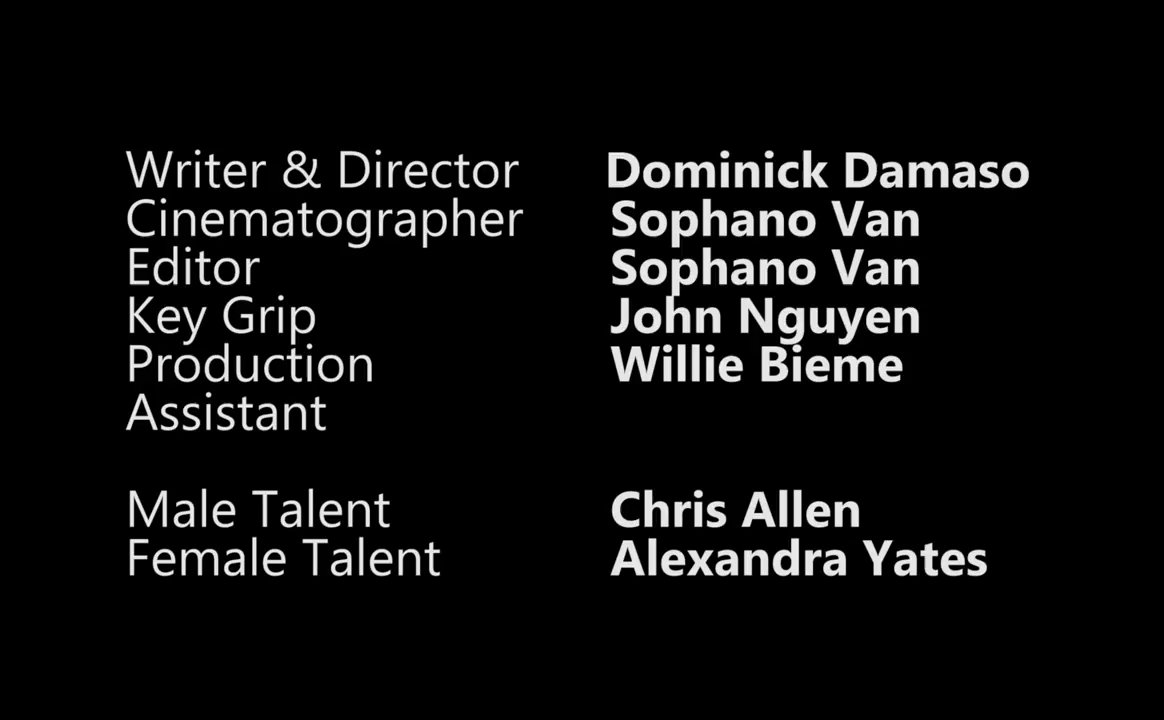 Writer & Director Dominick Damaso
Cinematographer Sophano Van
Editor Sophano Van
Key Grip John Nguyen
Production Willie Bieme
Assistant
Male Talent Chris Allen
Female Talent Alexandra Yates